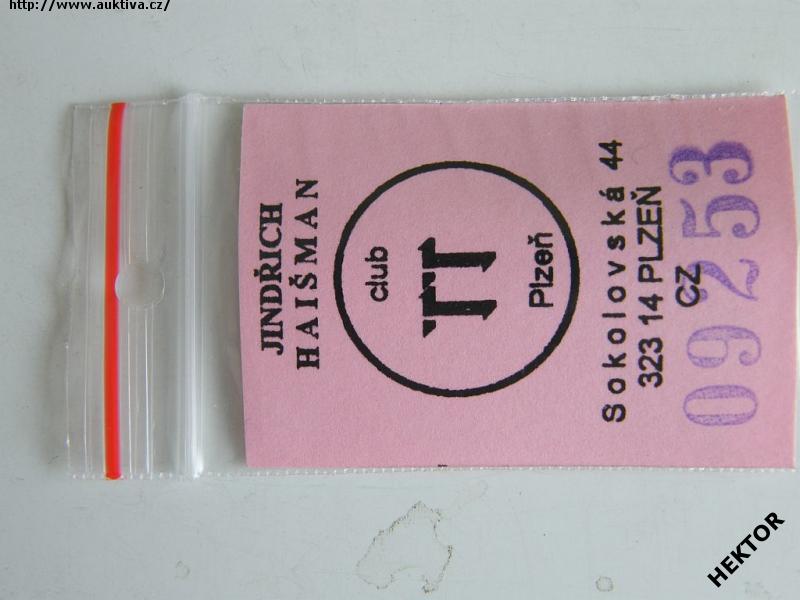 http://www.auktiva.cz/
JINDŘICH
HAIŠMAN
club
TT
Plzeň
Sokolovská 44
323 14 PLZEŇ
CZ
09253
HEKTOR